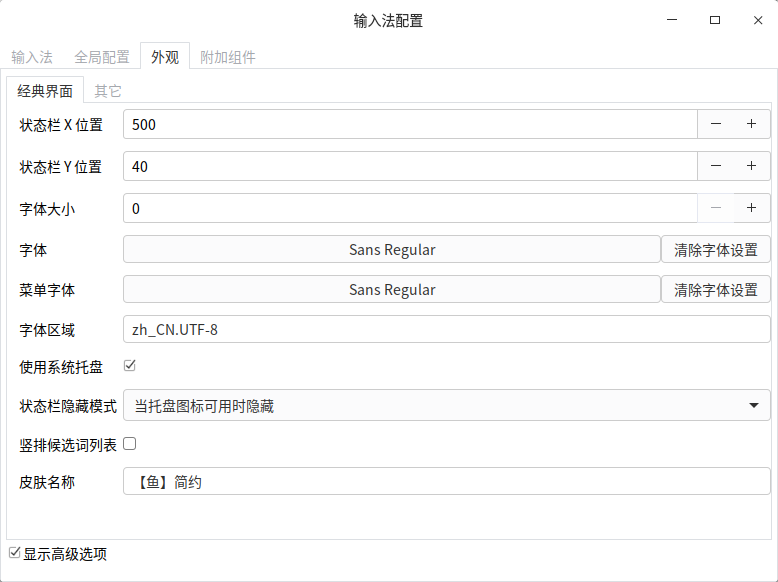 输入法配置
输入法 全局配置 外观 附加组件
经典界面 其它
状态栏 X 位置 500
状态栏 Y 位置 40
字体大小 0
字体 Sans Regular 清除字体设置
菜单字体 Sans Regular 清除字体设置
字体区域 zh_CN.UTF-8
使用系统托盘
状态栏隐藏模式 当托盘图标可用时隐藏
竖排候选词列表
皮肤名称 【鱼】简约
显示高级选项